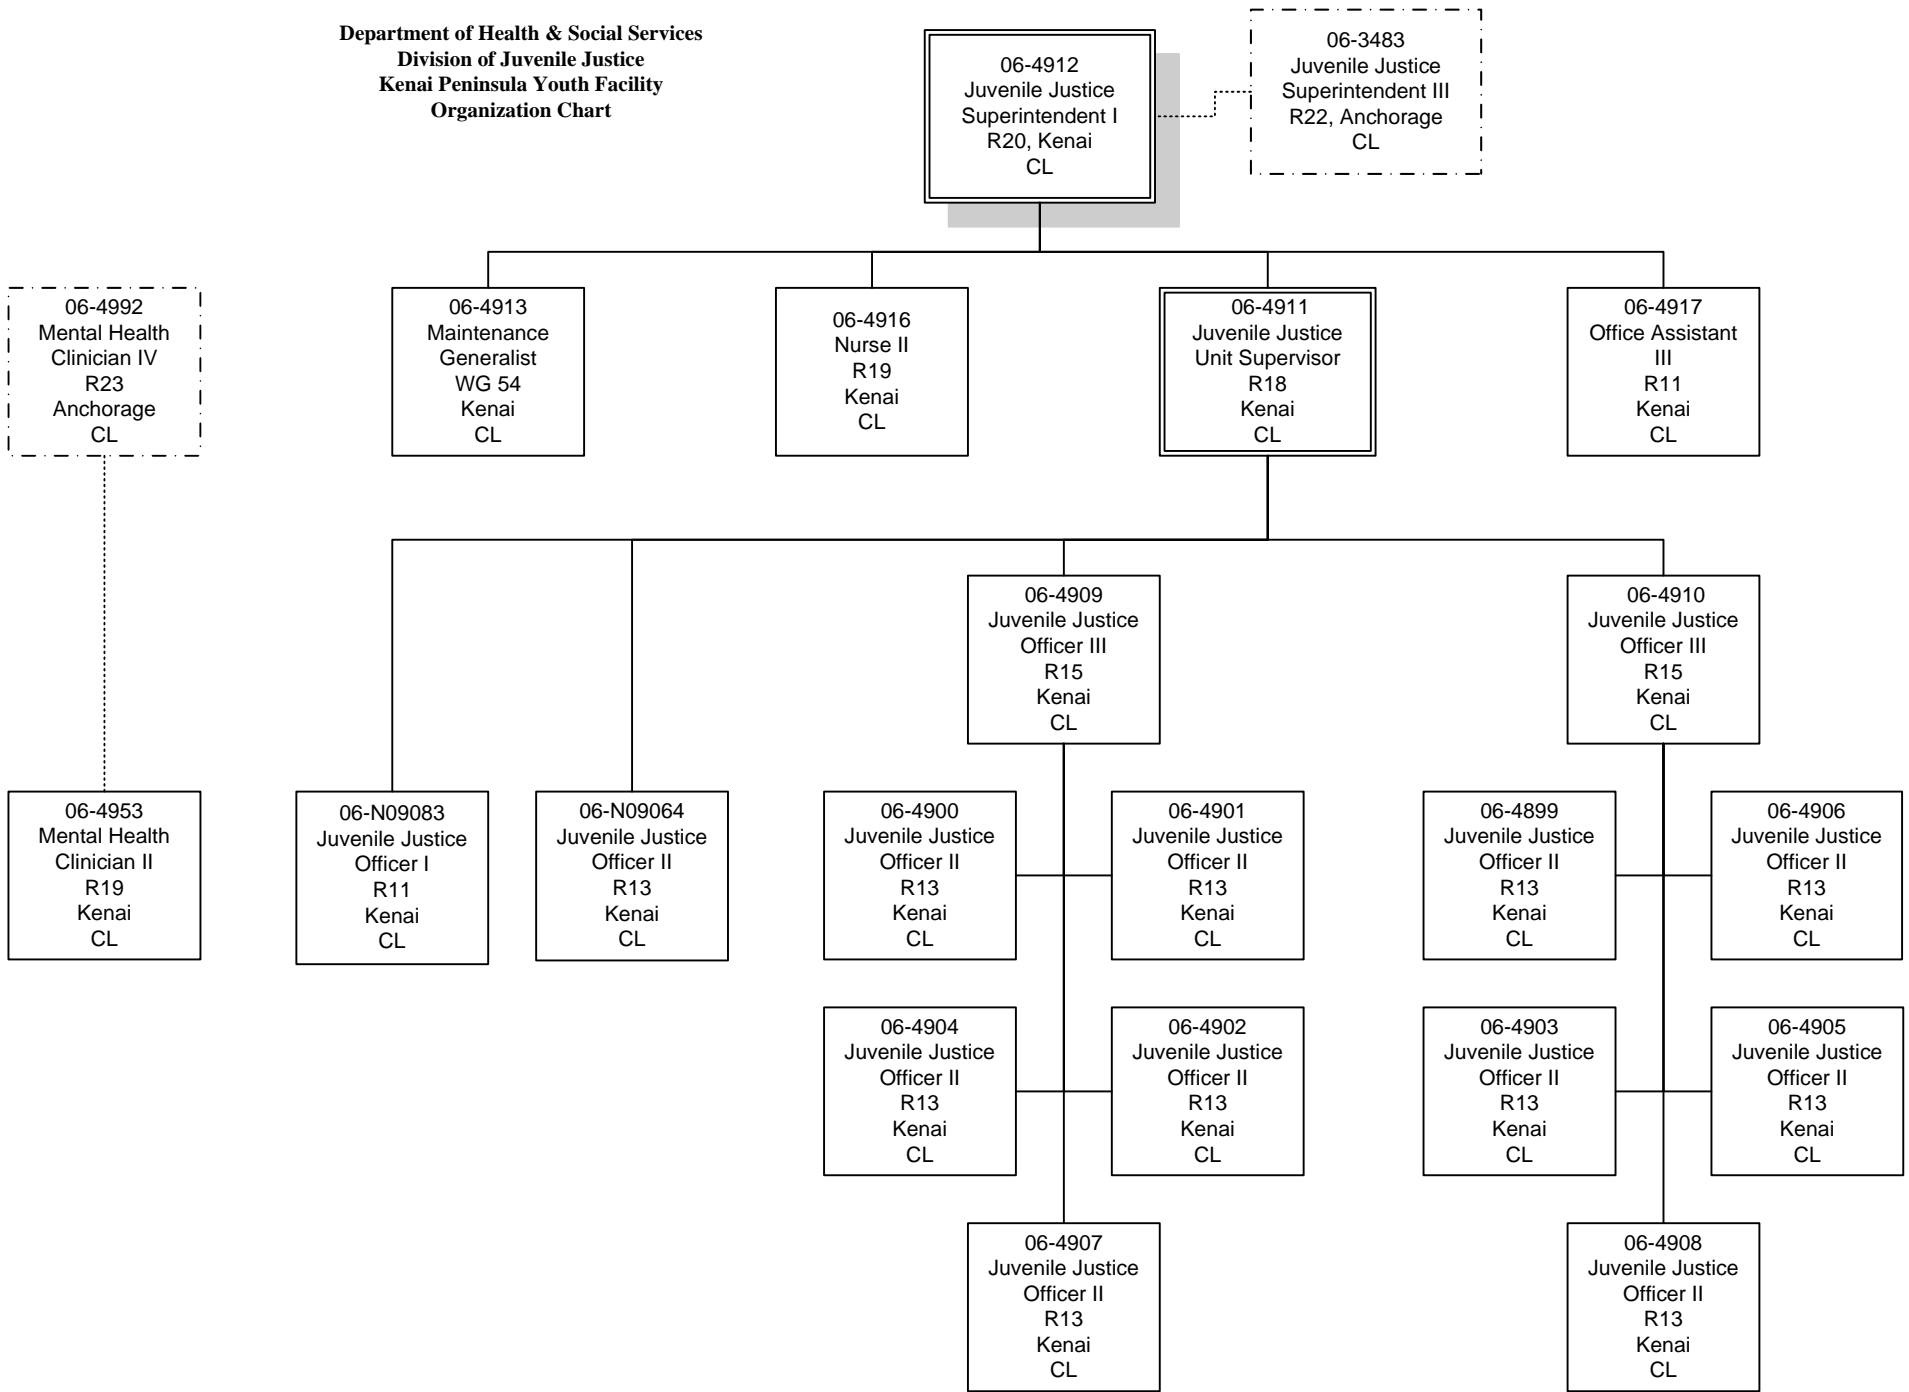 Department of Health & Social Services
Division of Juvenile Justice
Kenai Peninsula Youth Facility
Organization Chart
06-4912
Juvenile Justice
Superintendent I
R20, Kenai
CL
06-3483
Juvenile Justice
Superintendent III
R22, Anchorage
CL
06-4992
Mental Health
Clinician IV
R23
Anchorage
CL
06-4913
Maintenance
Generalist
WG 54
Kenai
CL
06-4916
Nurse II
R19
Kenai
CL
06-4911
Juvenile Justice
Unit Supervisor
R18
Kenai
CL
06-4917
Office Assistant
III
R11
Kenai
CL
06-4909
Juvenile Justice
Officer III
R15
Kenai
CL
06-4910
Juvenile Justice
Officer III
R15
Kenai
CL
06-4953
Mental Health
Clinician II
R19
Kenai
CL
06-N09083
Juvenile Justice
Officer I
R11
Kenai
CL
06-N09064
Juvenile Justice
Officer II
R13
Kenai
CL
06-4900
Juvenile Justice
Officer II
R13
Kenai
CL
06-4901
Juvenile Justice
Officer II
R13
Kenai
CL
06-4899
Juvenile Justice
Officer II
R13
Kenai
CL
06-4906
Juvenile Justice
Officer II
R13
Kenai
CL
06-4904
Juvenile Justice
Officer II
R13
Kenai
CL
06-4902
Juvenile Justice
Officer II
R13
Kenai
CL
06-4903
Juvenile Justice
Officer II
R13
Kenai
CL
06-4905
Juvenile Justice
Officer II
R13
Kenai
CL
06-4907
Juvenile Justice
Officer II
R13
Kenai
CL
06-4908
Juvenile Justice
Officer II
R13
Kenai
CL